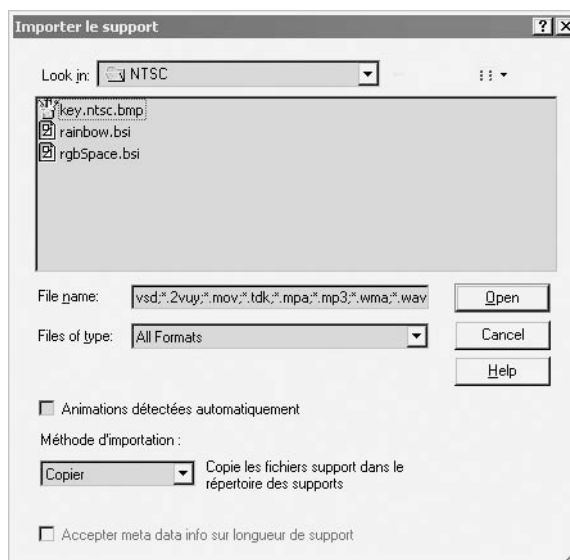 Importer le support
Look in: NTSC
key.ntsc.bmp
rainbow.bsi
rgbSpace.bsi
File name: vsd;*.2vuy;*.mov;*.tdk;*.mpa;*.mp3;*.wma;*.wav Open
Files of type: All Formats Cancel
Help
Animations détectées automatiquement
Méthode d'importation :
Copier Copie les fichiers support dans le
répertoire des supports
Accepter meta data info sur longueur de support